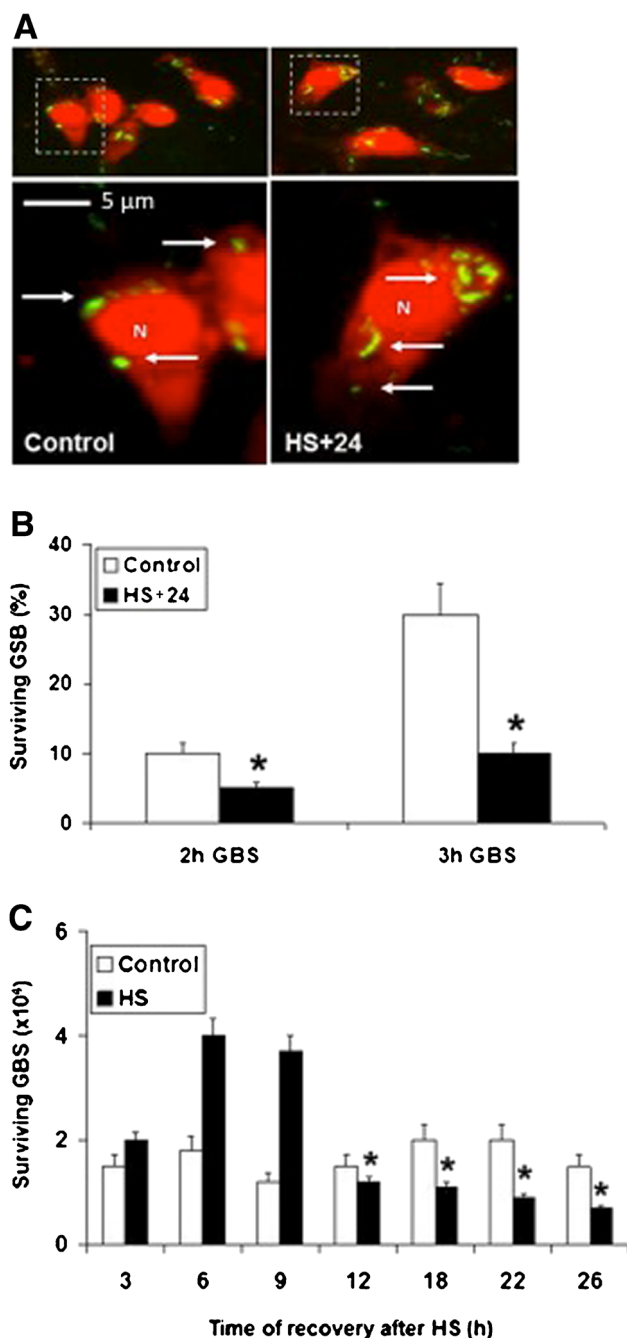 A
5 μm
N
Control
N
HS+24
B
Surviving GSB (%)
40
30
20
10
0
Control
HS+24
*
*
2h GBS
3h GBS
C
Surviving GBS (x10⁴)
6
4
2
0
Control
HS
*
*
*
*
3 6 9 12 18 22 26
Time of recovery after HS (h)